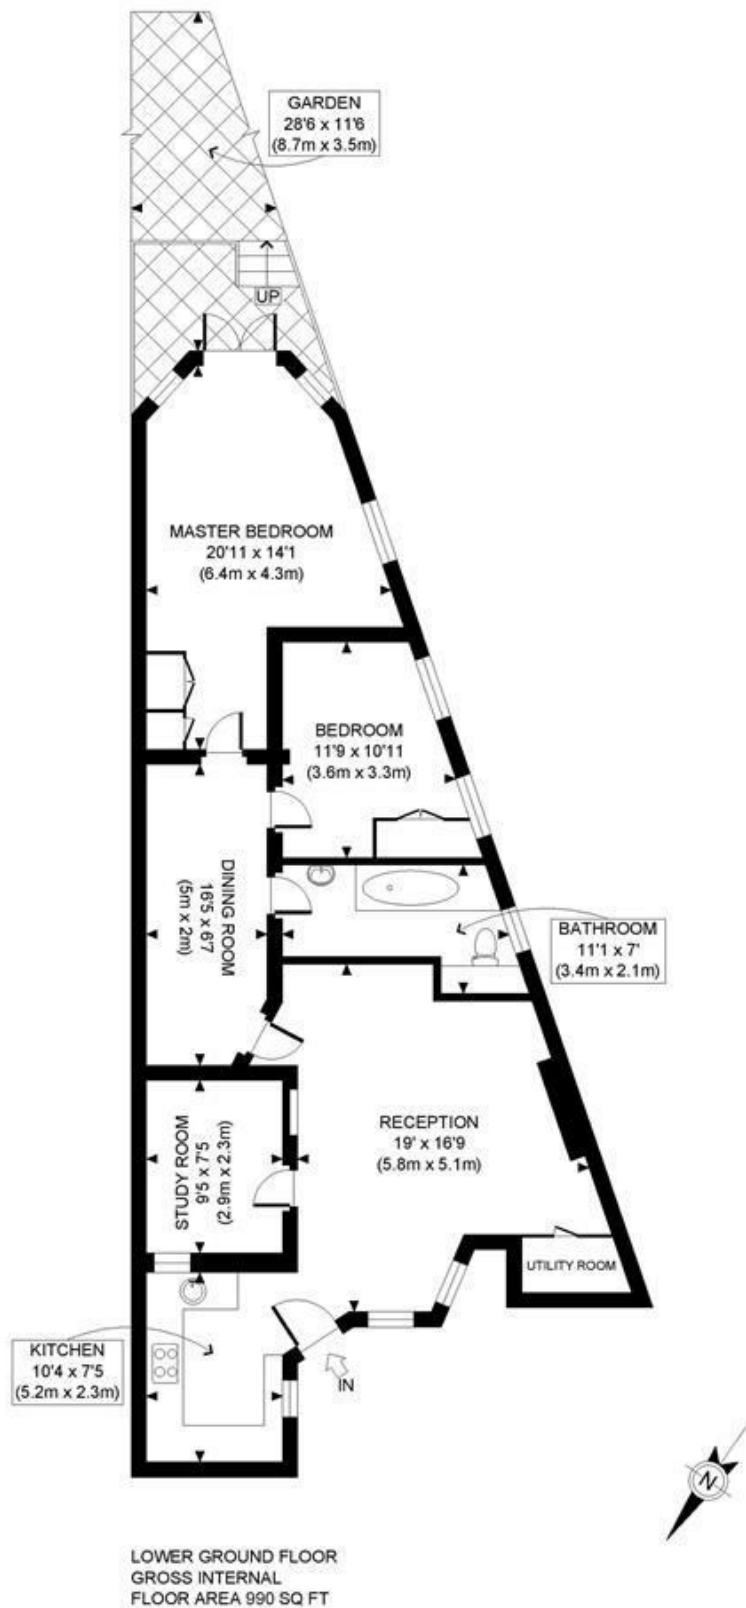 GARDEN
28'6 x 11'6
(8.7m x 3.5m)
UP
MASTER BEDROOM
20'11 x 14'1
(6.4m x 4.3m)
BEDROOM
11'9 x 10'11
(3.6m x 3.3m)
DINING ROOM
16'5 x 6'7
(5m x 2m)
BATHROOM
11'1 x 7'
(3.4m x 2.1m)
RECEPTION
19' x 16'9
(5.8m x 5.1m)
STUDY ROOM
9'5 x 7'5
(2.9m x 2.3m)
UTILITY ROOM
KITCHEN
10'4 x 7'5
(5.2m x 2.3m)
IN
N
LOWER GROUND FLOOR
GROSS INTERNAL
FLOOR AREA 990 SQ FT